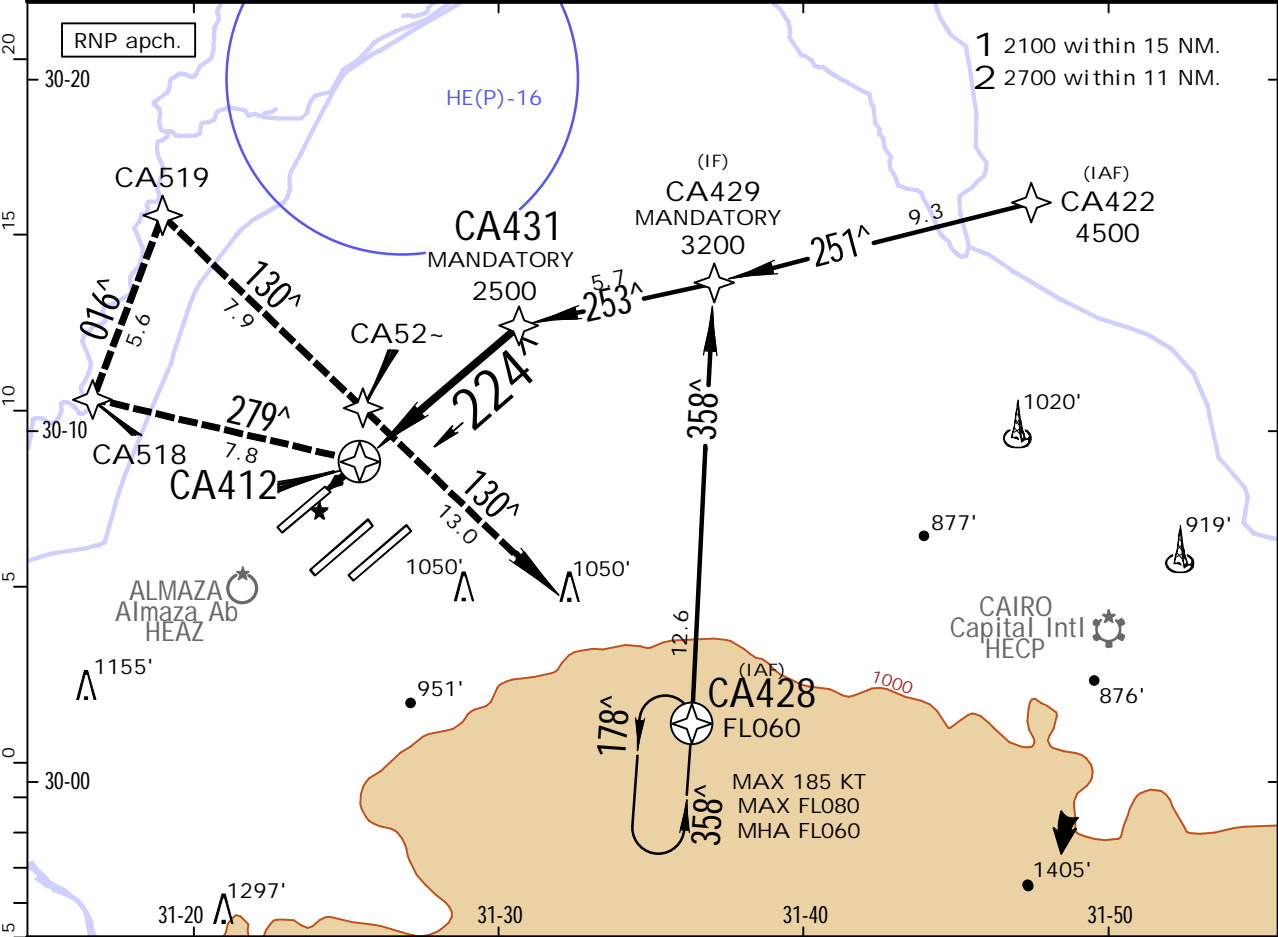 RNP apch.
1 2100 within 15 NM.
2 2700 within 11 NM.
20
30-20
HE(P)-16
CA519
(IF)
CA429
MANDATORY
3200
(IAF)
CA422
4500
9.3
251^
15
CA431
MANDATORY
2500
5.7
253^
016^
5.6
130^
7.9
CA52~
224^
358^
10
30-10
279^
7.8
CA518
CA412
130^
13.0
1020'
877'
919'
5
1050'
1050'
ALMAZA
Almaza Ab
HEAZ
CAIRO
Capital Intl
HECP
12.6
1155'
951'
(IAF)
CA428
FL060
1000
876'
178^
0
30-00
358^
MAX 185 KT
MAX FL080
MHA FL060
1405'
1297'
5
31-20
31-30
31-40
31-50